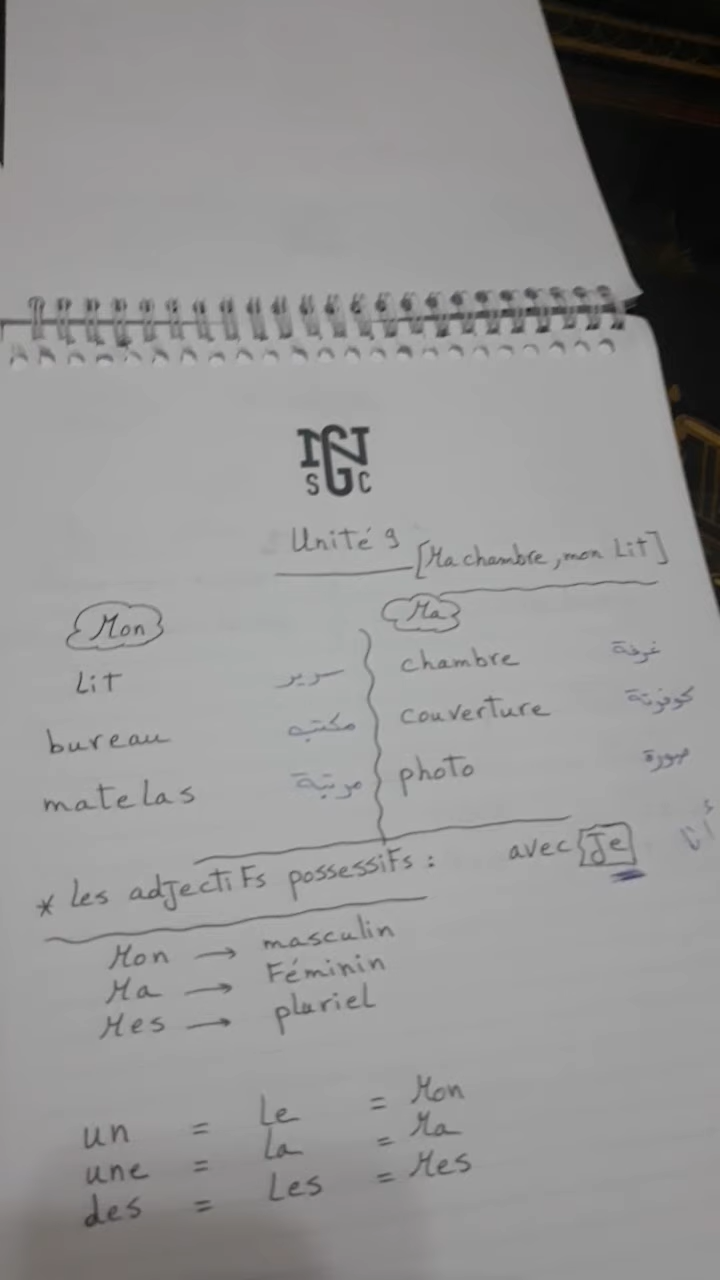 NG
SC
Unité 9 [Ma chambre, mon Lit]
Mon
Ma
Lit سرير
chambre غرفة
bureau مكتب
couverture كوفرتة
matelas مرتبة
photo صورة
* Les adjectifs possessifs : avec Je أنا
Mon → masculin
Ma → Féminin
Mes → pluriel
un = Le = Mon
une = la = Ma
des = Les = Mes